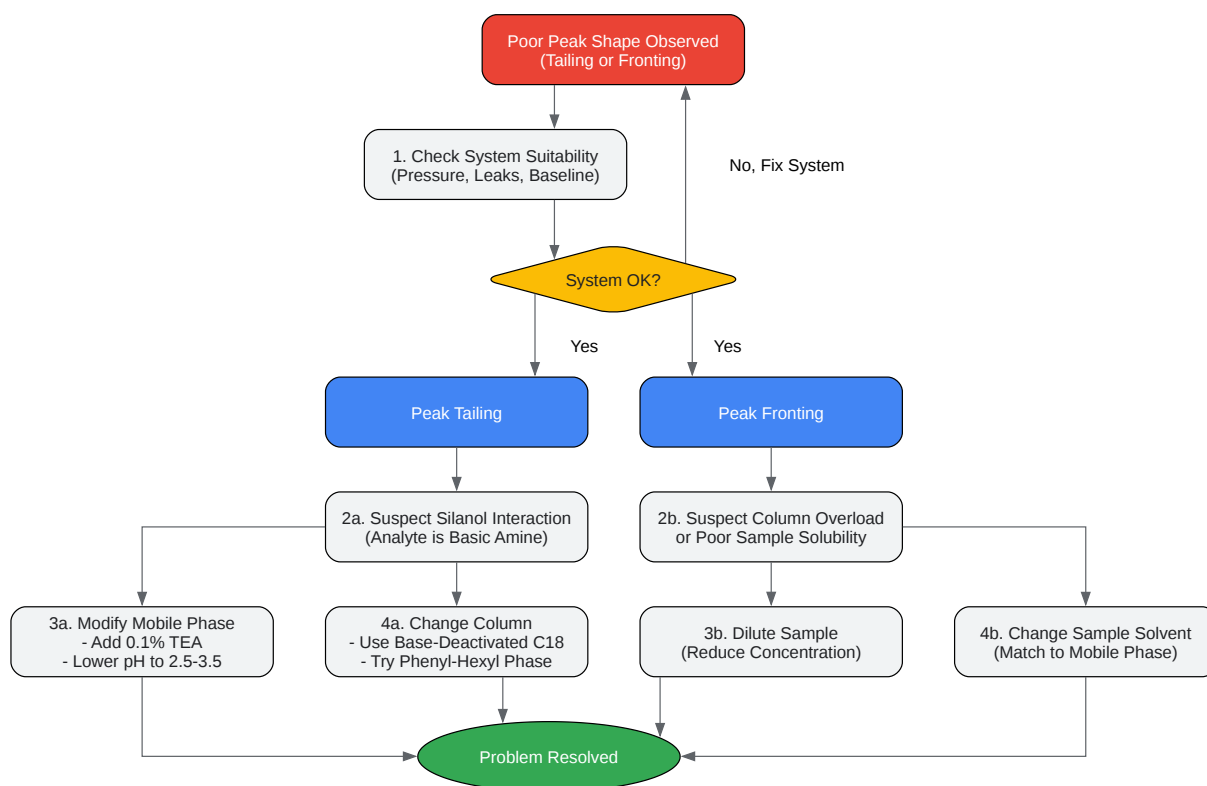 Poor Peak Shape Observed
(Tailing or Fronting)
1. Check System Suitability
(Pressure, Leaks, Baseline)
No, Fix System
System OK?
Yes
Yes
Peak Tailing
Peak Fronting
2a. Suspect Silanol Interaction
(Analyte is Basic Amine)
2b. Suspect Column Overload
or Poor Sample Solubility
3a. Modify Mobile Phase
- Add 0.1% TEA
- Lower pH to 2.5-3.5
4a. Change Column
- Use Base-Deactivated C18
- Try Phenyl-Hexyl Phase
3b. Dilute Sample
(Reduce Concentration)
4b. Change Sample Solvent
(Match to Mobile Phase)
Problem Resolved